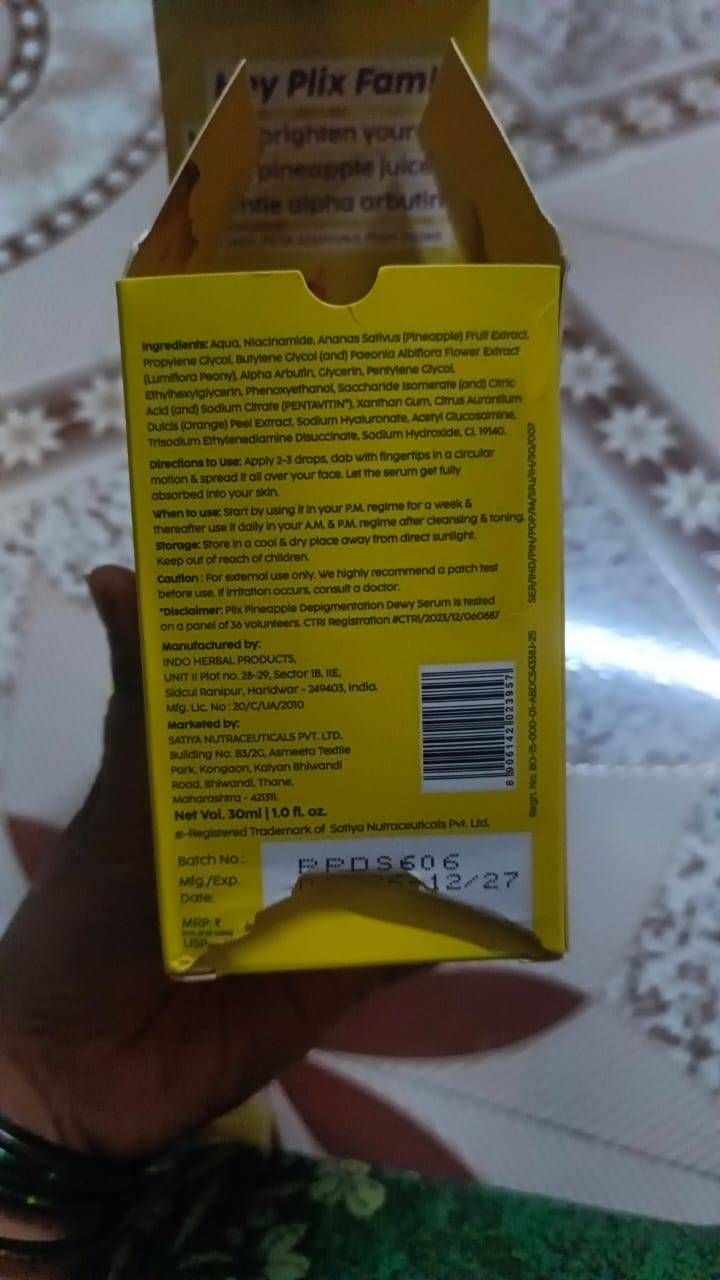 Plix Fam!
brighten your
pineapple juice
alpha arbutin
Ingredients: Aqua, Niacinamide, Ananas Sativus (Pineapple) Fruit Extract,
Propylene Glycol, Butylene Glycol (and) Paeonia Albiflora Flower Extract
(Lumiflora Peony), Alpha Arbutin, Glycerin, Pentylene Glycol,
Ethylhexylglycerin, Phenoxyethanol, Saccharide Isomerate (and) Citric
Acid (and) Sodium Citrate (PENTAVITIN®), Xanthan Gum, Citrus Aurantium
Dulcis (Orange) Peel Extract, Sodium Hyaluronate, Acetyl Glucosamine,
Trisodium Ethylenediamine Disuccinate, Sodium Hydroxide, CI. 19140.
Directions to Use: Apply 2-3 drops, dab with fingertips in a circular
motion & spread it all over your face. Let the serum get fully
absorbed into your skin.
When to use: Start by using it in your P.M. regime for a week &
thereafter use it daily in your A.M. & P.M. regime after cleansing & toning.
Storage: Store in a cool & dry place away from direct sunlight.
Keep out of reach of children.
Caution : For external use only. We highly recommend a patch test
before use. If irritation occurs, consult a doctor.
*Disclaimer: Plix Pineapple Depigmentation Dewy Serum is tested
on a panel of 36 volunteers. CTRI Registration #CTRI/2023/12/060887
Manufactured by:
INDO HERBAL PRODUCTS,
UNIT II Plot no. 28-29, Sector 1B, IIE,
Sidcul Ranipur, Haridwar - 249403, India.
Mfg. Lic. No : 20/C/UA/2010
Marketed by:
SATIYA NUTRACEUTICALS PVT. LTD.
Building No. B3/2G, Asmeeta Textile
Park, Kongaon, Kalyan Bhiwandi
Road, Bhiwandi, Thane,
Maharashtra - 421311.
Net Vol. 30ml | 1.0 fl. oz.
®-Registered Trademark of Satiya Nutraceuticals Pvt. Ltd.
Batch No.: PPDS606
Mfg./Exp. 12/27
Date:
MRP: ₹
USP
8 906142 023957
SER/IND/PIN/PDP/M/SRJ/IH/30/007